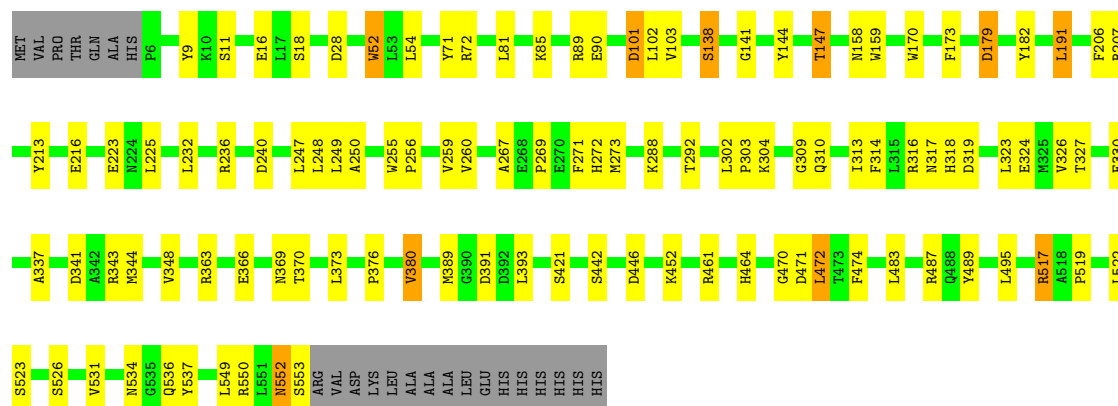 MET VAL PRO THR GLN ALA HIS P6 Y9 K10 S11 E16 L17 S18 D28 W52 L53 L54 Y71 R72 L81 K85 R89 E90 D101 L102 V103 S138 G141 Y144 T147 N158 W159 W170 F173 D179 Y182 L191 F206
Y213 E216 E223 N224 L225 L232 R236 D240 L247 L248 L249 A250 W255 P256 V259 V260 A267 E268 P269 E270 F271 H272 M273 K288 T292 L302 P303 K304 G309 Q310 I313 F314 L315 R316 N317 H318 D319 L323 E324 M325 V326 T327
A337 D341 A342 R343 M344 V348 R363 E366 N369 T370 L373 P376 V380 M389 G390 D391 D392 L393 S421 S442 D446 K452 R461 H464 G470 D471 L472 T473 F474 L483 R487 Q488 Y489 L495 R517 A518 P519
S523 S526 V531 N534 G535 Q536 Y537 L549 R550 L551 N552 S553 ARG VAL ASP LYS LEU ALA ALA ALA LEU GLU HIS HIS HIS HIS HIS HIS